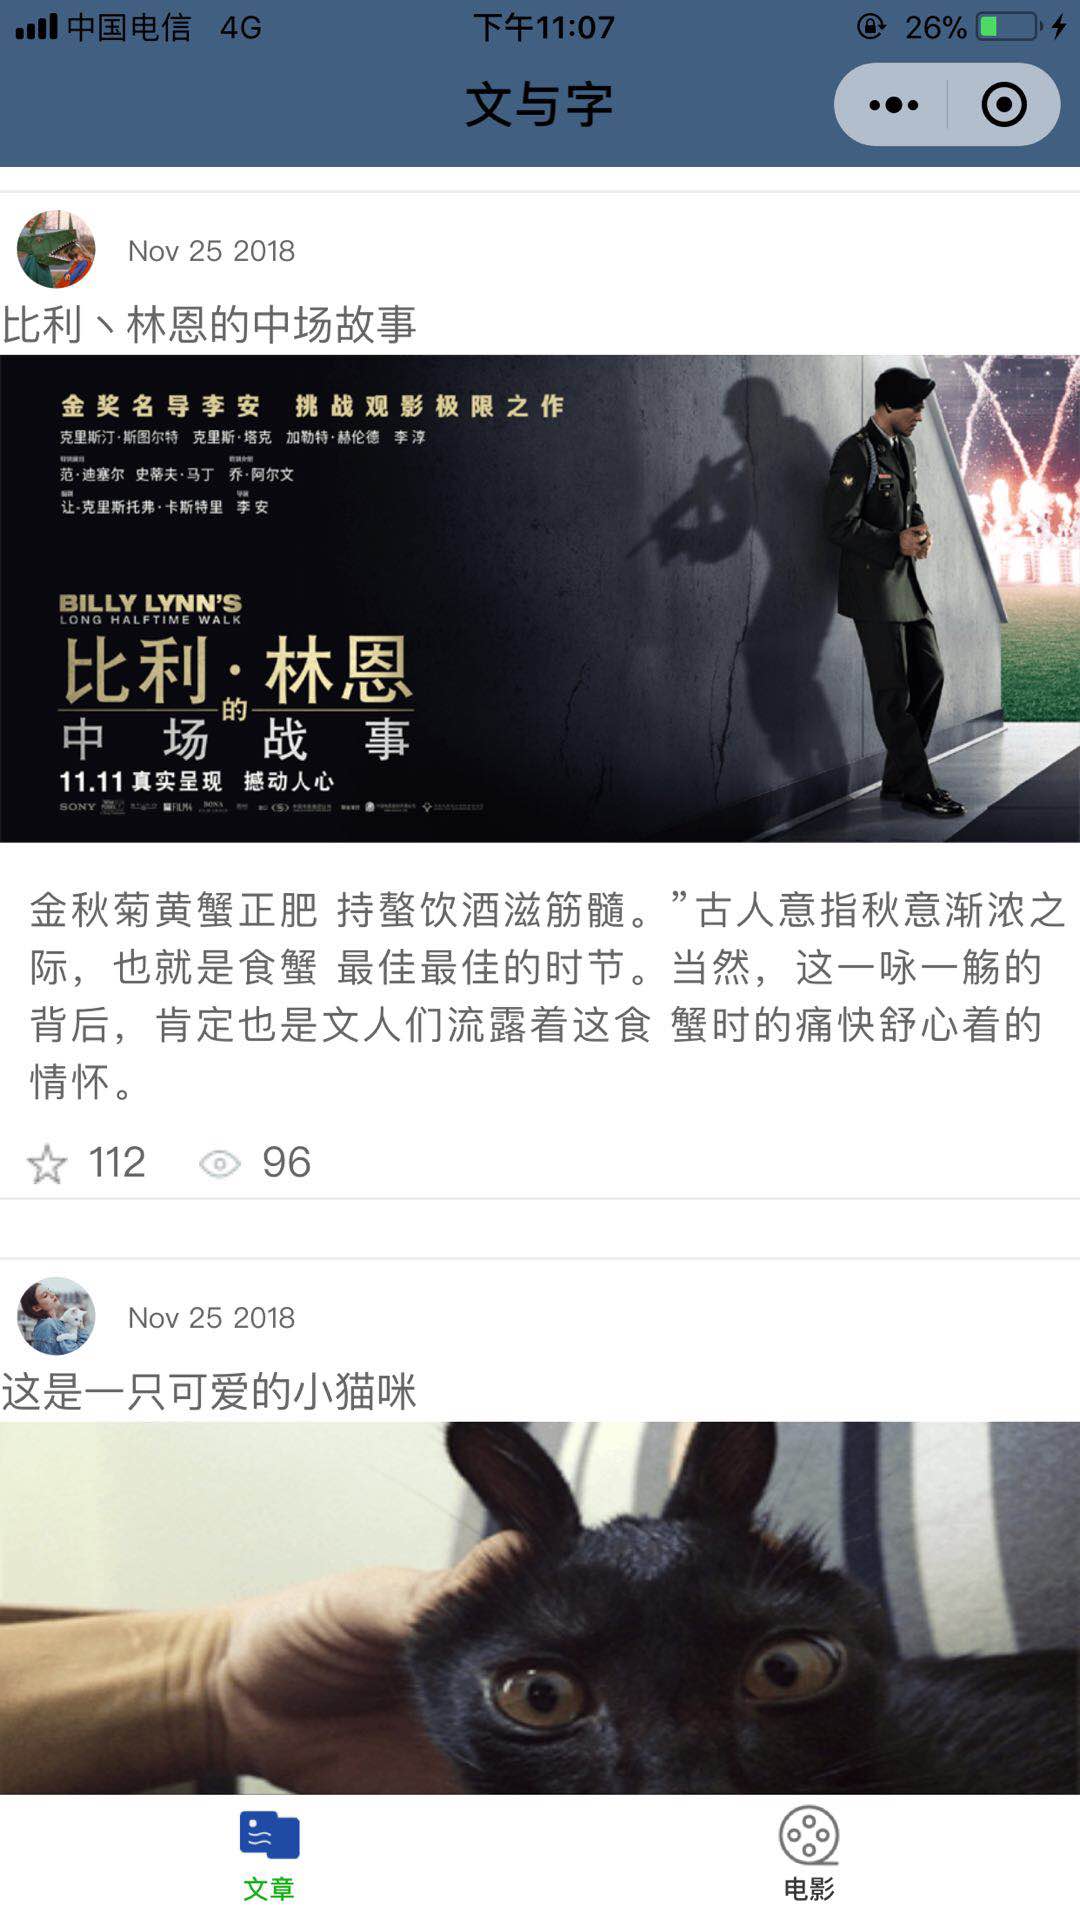 中国电信 4G 下午11:07 26%
文与字
Nov 25 2018
比利丶林恩的中场故事
金奖名导李安 挑战观影极限之作
克里斯汀·斯图尔特 克里斯·塔克 加勒特·赫伦德 李淳
范·迪塞尔 史蒂夫·马丁 乔·阿尔文
编剧 导演
让-克里斯托弗·卡斯特里 李安
BILLY LYNN'S
LONG HALFTIME WALK
比利·林恩
的
中场战事
11.11 真实呈现 撼动人心
SONY FILM4 BONA
金秋菊黄蟹正肥 持螯饮酒滋筋髓。”古人意指秋意渐浓之
际，也就是食蟹 最佳最佳的时节。当然，这一咏一觞的
背后，肯定也是文人们流露着这食 蟹时的痛快舒心着的
情怀。
112 96
Nov 25 2018
这是一只可爱的小猫咪
文章 电影